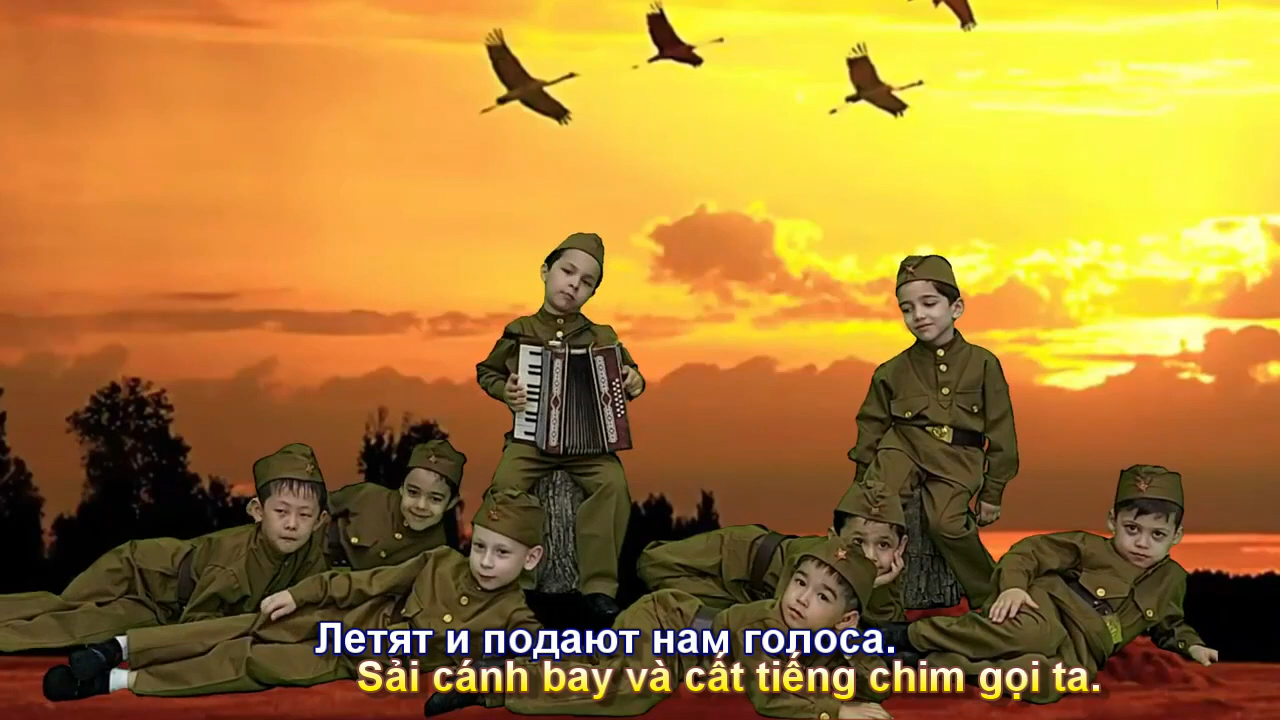 Летят и подают нам голоса.
Sải cánh bay và cất tiếng chim gọi ta.